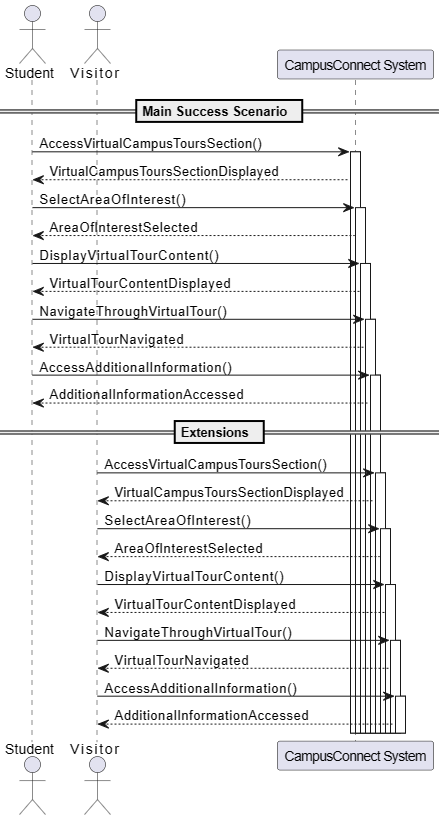 Student
Visitor
CampusConnect System
Main Success Scenario
AccessVirtualCampusToursSection()
VirtualCampusToursSectionDisplayed
SelectAreaOfInterest()
AreaOfInterestSelected
DisplayVirtualTourContent()
VirtualTourContentDisplayed
NavigateThroughVirtualTour()
VirtualTourNavigated
AccessAdditionalInformation()
AdditionalInformationAccessed
Extensions
AccessVirtualCampusToursSection()
VirtualCampusToursSectionDisplayed
SelectAreaOfInterest()
AreaOfInterestSelected
DisplayVirtualTourContent()
VirtualTourContentDisplayed
NavigateThroughVirtualTour()
VirtualTourNavigated
AccessAdditionalInformation()
AdditionalInformationAccessed
Student
Visitor
CampusConnect System